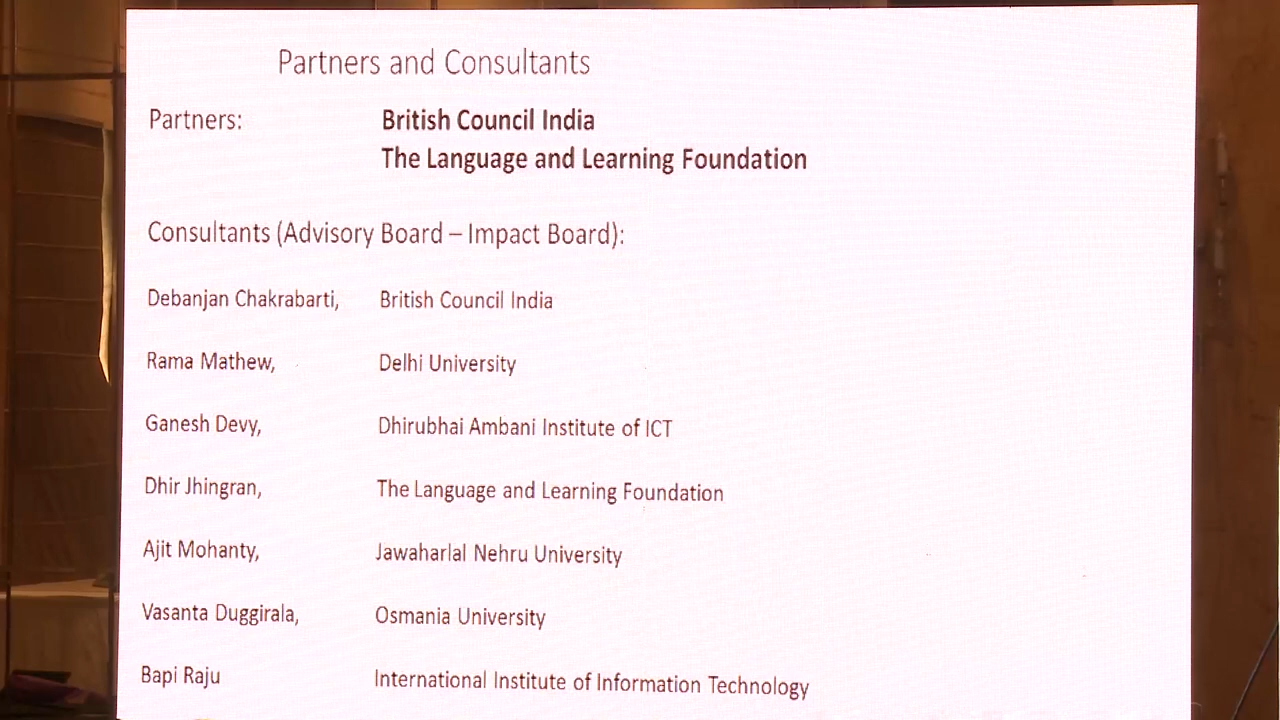 Partners and Consultants
Partners: British Council India
The Language and Learning Foundation
Consultants (Advisory Board – Impact Board):
Debanjan Chakrabarti, British Council India
Rama Mathew, Delhi University
Ganesh Devy, Dhirubhai Ambani Institute of ICT
Dhir Jhingran, The Language and Learning Foundation
Ajit Mohanty, Jawaharlal Nehru University
Vasanta Duggirala, Osmania University
Bapi Raju International Institute of Information Technology